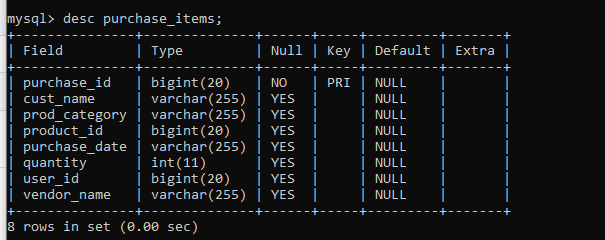 mysql> desc purchase_items;
+---------------+--------------+------+-----+---------+-------+
| Field         | Type         | Null | Key | Default | Extra |
+---------------+--------------+------+-----+---------+-------+
| purchase_id   | bigint(20)   | NO   | PRI | NULL    |       |
| cust_name     | varchar(255) | YES  |     | NULL    |       |
| prod_category | varchar(255) | YES  |     | NULL    |       |
| product_id    | bigint(20)   | YES  |     | NULL    |       |
| purchase_date | varchar(255) | YES  |     | NULL    |       |
| quantity      | int(11)      | YES  |     | NULL    |       |
| user_id       | bigint(20)   | YES  |     | NULL    |       |
| vendor_name   | varchar(255) | YES  |     | NULL    |       |
+---------------+--------------+------+-----+---------+-------+
8 rows in set (0.00 sec)